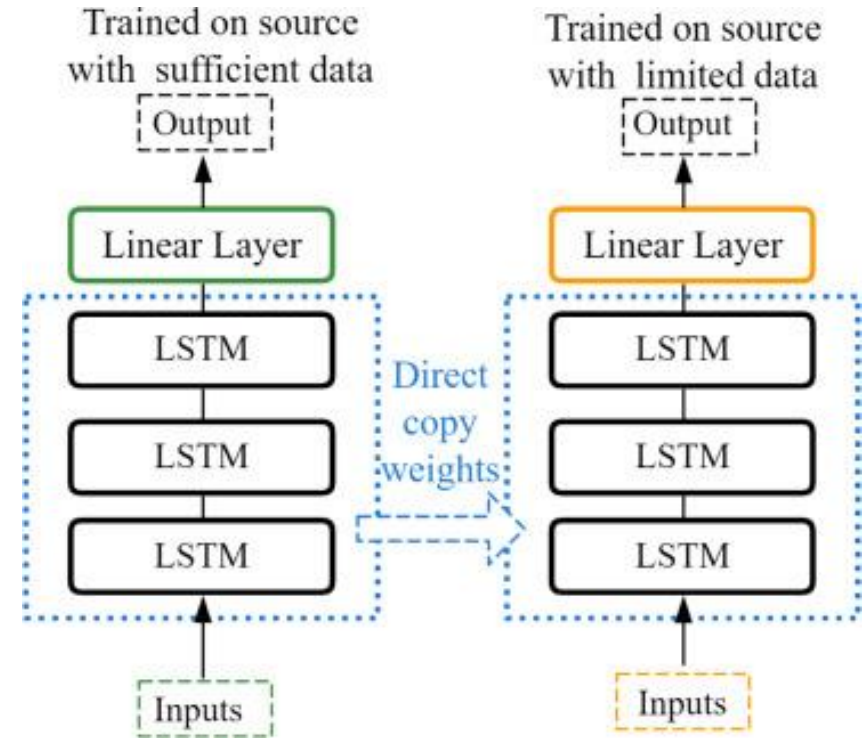 Trained on source
with sufficient data
Output
Linear Layer
LSTM
LSTM
LSTM
Inputs
Direct
copy
weights
Trained on source
with limited data
Output
Linear Layer
LSTM
LSTM
LSTM
Inputs